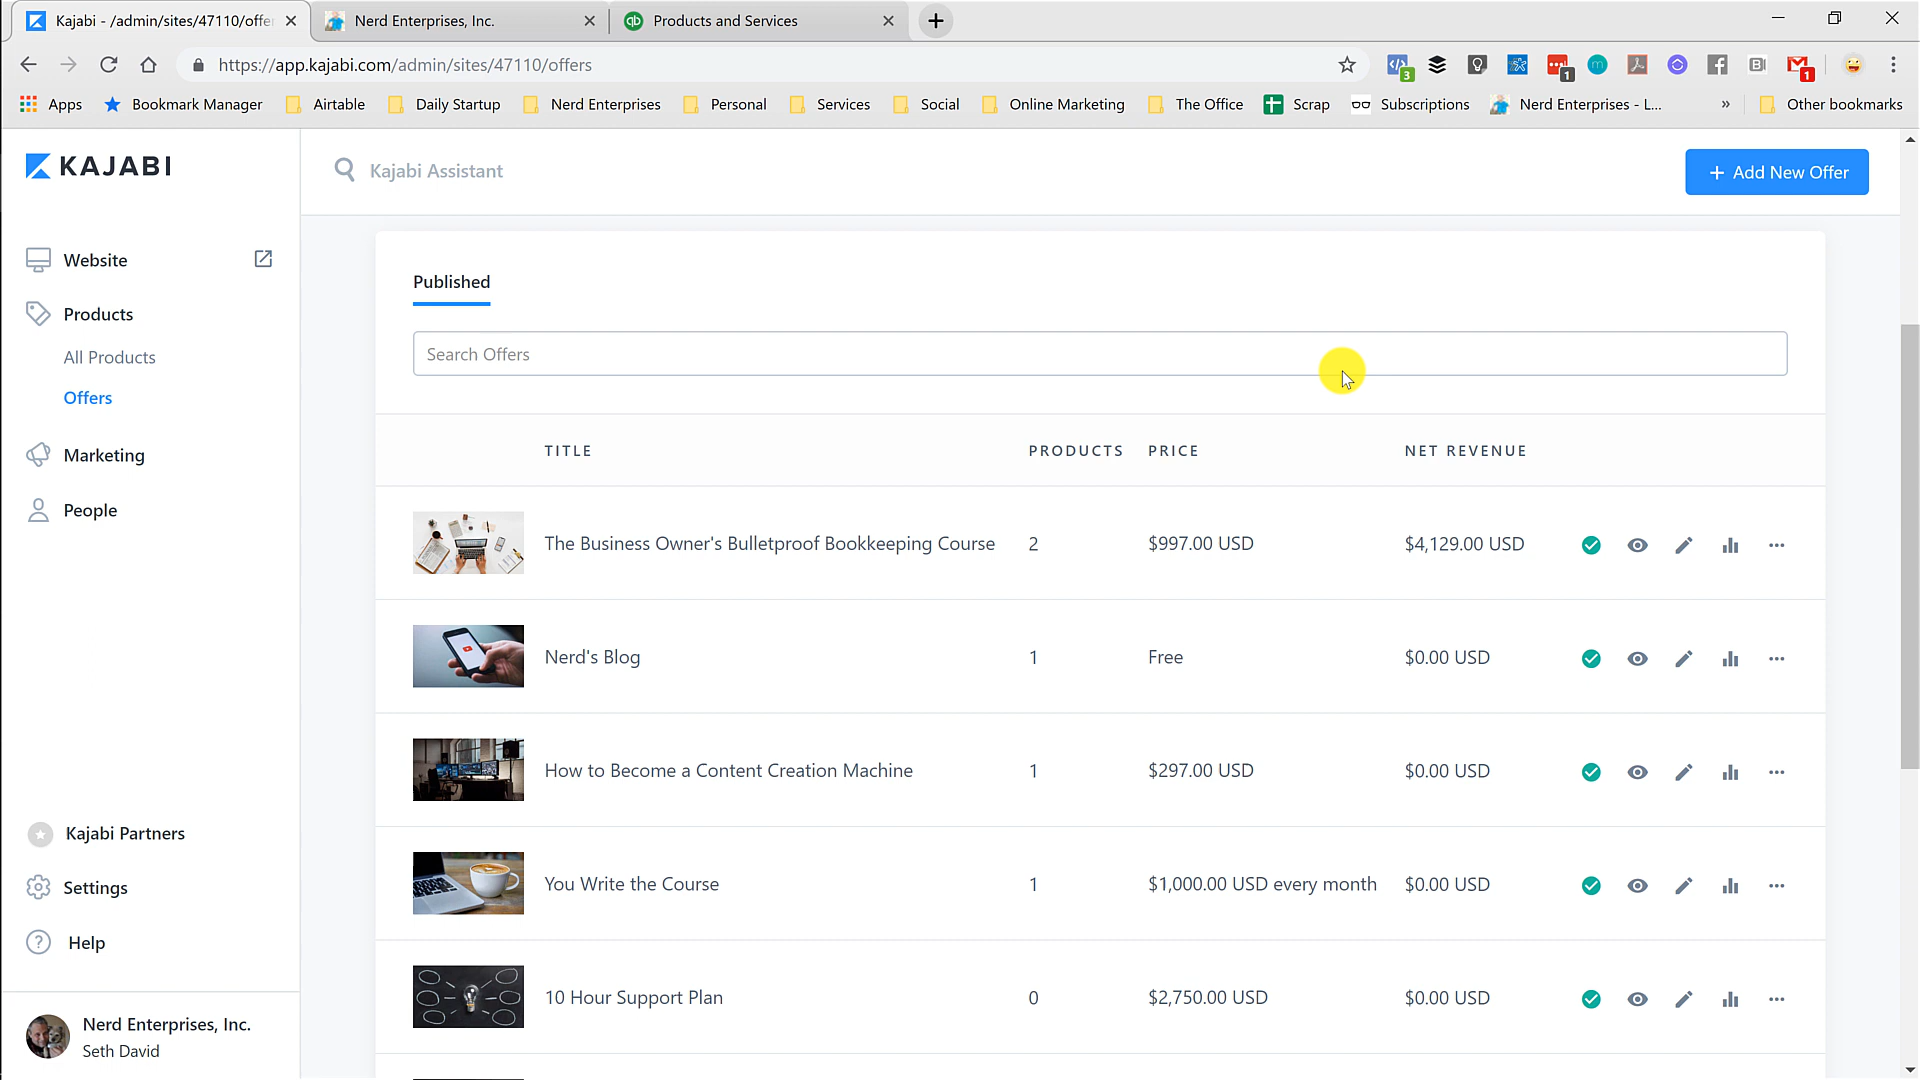 Kajabi - /admin/sites/47110/offe
Nerd Enterprises, Inc.
qb
Products and Services
https://app.kajabi.com/admin/sites/47110/offers
3
1
m
B
1
Apps
Bookmark Manager
Airtable
Daily Startup
Nerd Enterprises
Personal
Services
Social
Online Marketing
The Office
Scrap
Subscriptions
Nerd Enterprises - L...
»
Other bookmarks
KAJABI
Kajabi Assistant
+ Add New Offer
Website
Products
All Products
Offers
Marketing
People
Kajabi Partners
Settings
? Help
Nerd Enterprises, Inc.
Seth David
Published
Search Offers
TITLE PRODUCTS PRICE NET REVENUE
The Business Owner's Bulletproof Bookkeeping Course 2 $997.00 USD $4,129.00 USD
Nerd's Blog 1 Free $0.00 USD
How to Become a Content Creation Machine 1 $297.00 USD $0.00 USD
You Write the Course 1 $1,000.00 USD every month $0.00 USD
10 Hour Support Plan 0 $2,750.00 USD $0.00 USD